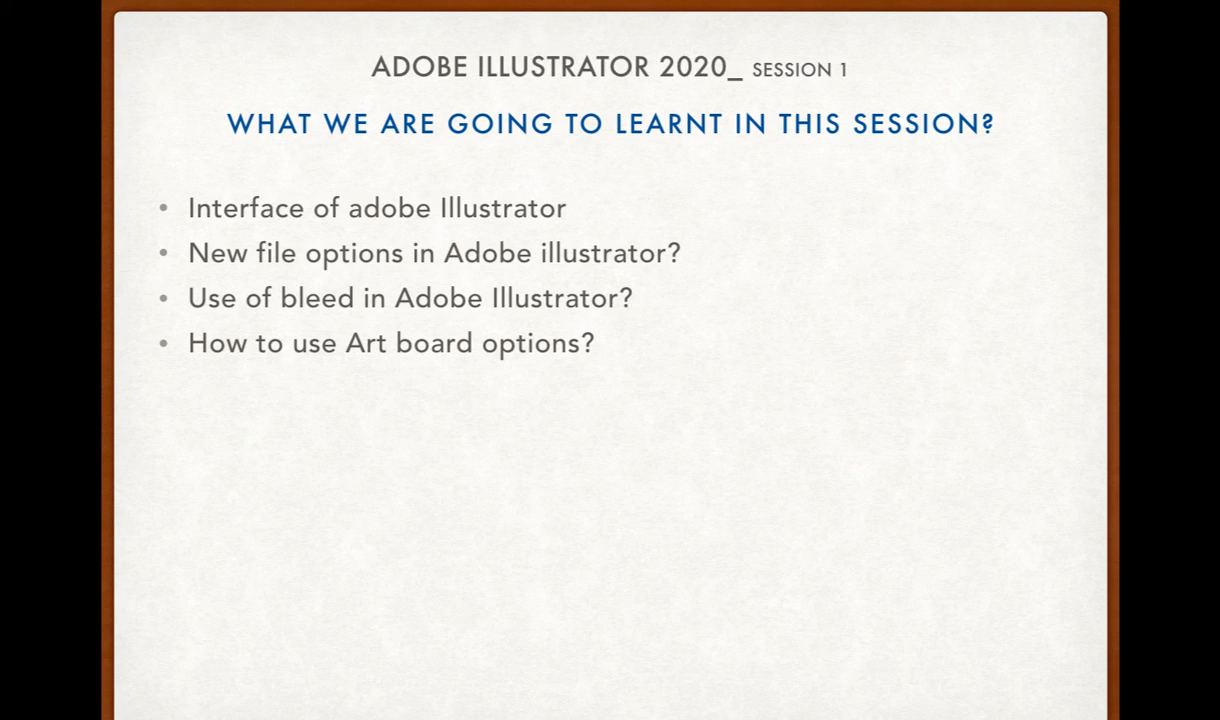 ADOBE ILLUSTRATOR 2020_ SESSION 1
WHAT WE ARE GOING TO LEARNT IN THIS SESSION?
• Interface of adobe Illustrator
• New file options in Adobe illustrator?
• Use of bleed in Adobe Illustrator?
• How to use Art board options?